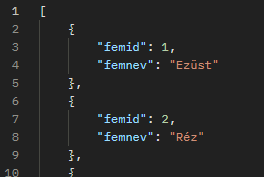 1 [
2 {
3 "femid": 1,
4 "femnev": "Ezüst"
5 },
6 {
7 "femid": 2,
8 "femnev": "Réz"
9 },
10 {